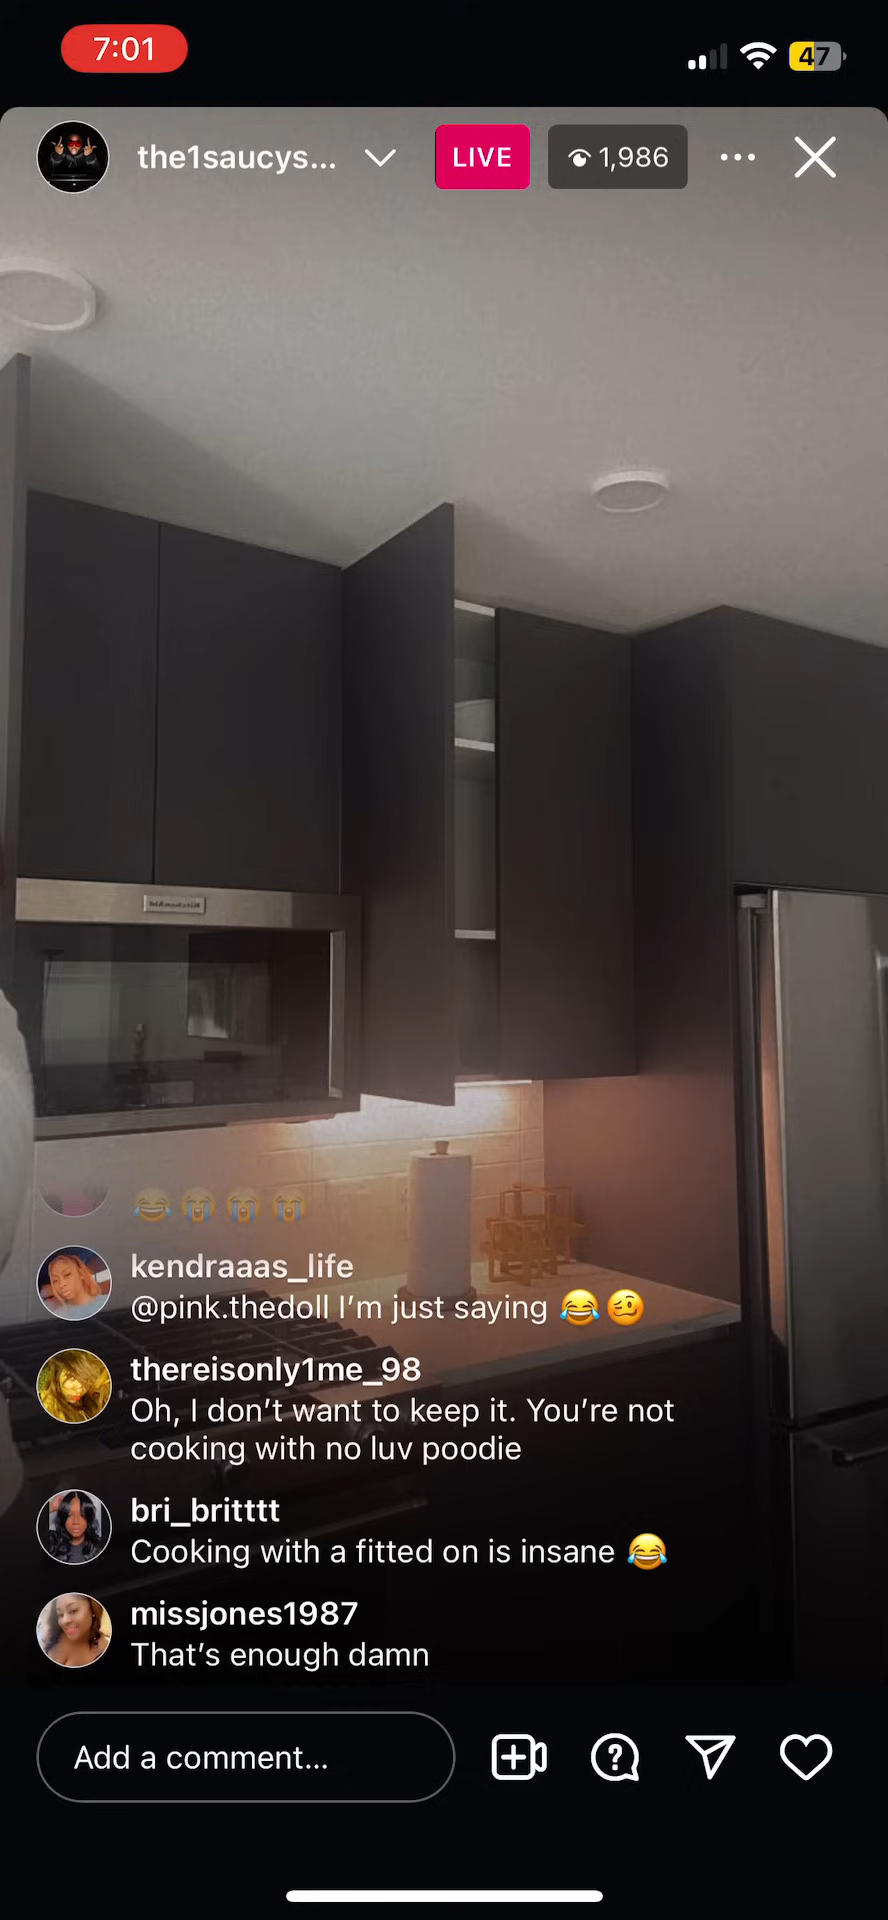 7:01
47
the1saucys...
LIVE
1,986
kendraaas_life
@pink.thedoll I'm just saying 😂🥴
thereisonly1me_98
Oh, I don't want to keep it. You're not
cooking with no luv poodie
bri_britttt
Cooking with a fitted on is insane 😂
missjones1987
That's enough damn
Add a comment...